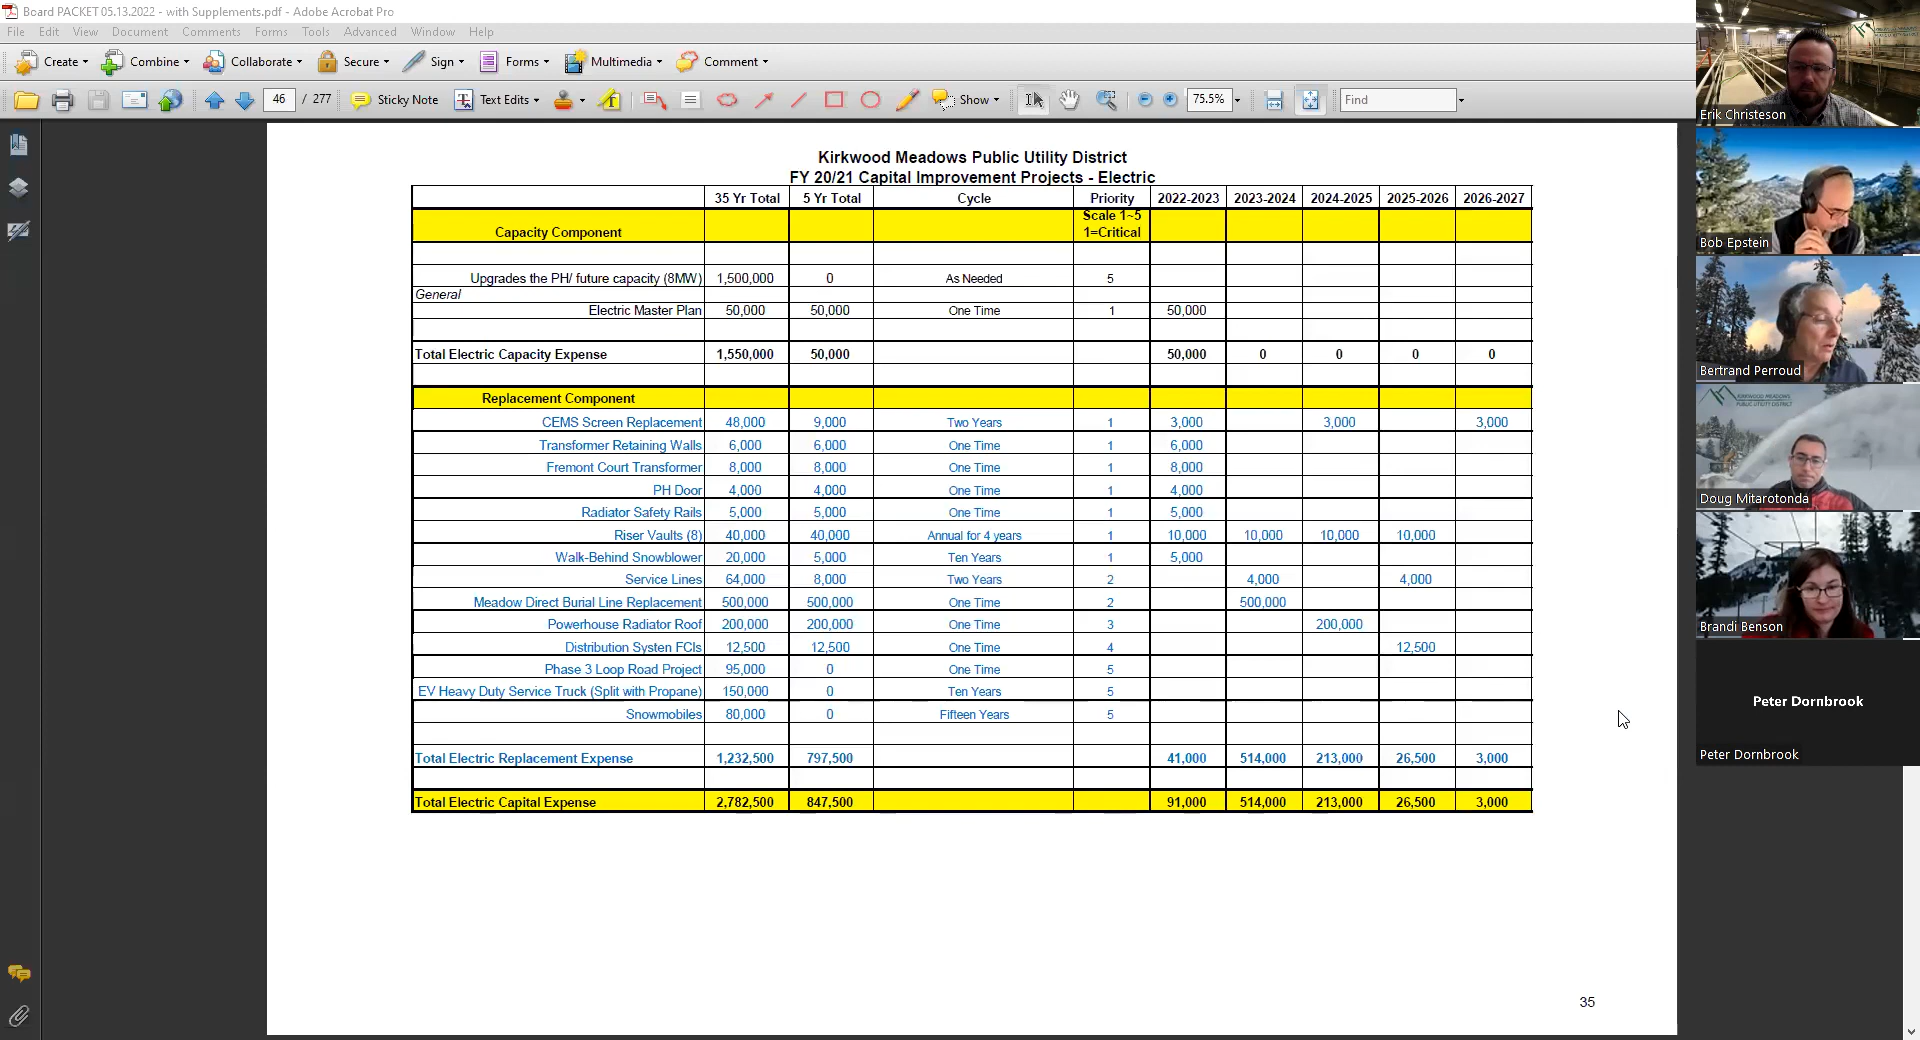 Board PACKET 05.13.2022 - with Supplements.pdf - Adobe Acrobat Pro
File Edit View Document Comments Forms Tools Advanced Window Help
Create Combine Collaborate Secure Sign Forms Multimedia Comment
46 / 277 Sticky Note Text Edits Show 75.5% Find
Kirkwood Meadows Public Utility District
FY 20/21 Capital Improvement Projects - Electric
35 Yr Total 5 Yr Total Cycle Priority 2022-2023 2023-2024 2024-2025 2025-2026 2026-2027
Capacity Component Scale 1~5 1=Critical
Upgrades the PH/ future capacity (8MW) 1,500,000 0 As Needed 5
General
Electric Master Plan 50,000 50,000 One Time 1 50,000
Total Electric Capacity Expense 1,550,000 50,000 50,000 0 0 0 0
Replacement Component
CEMS Screen Replacement 48,000 9,000 Two Years 1 3,000 3,000 3,000
Transformer Retaining Walls 6,000 6,000 One Time 1 6,000
Fremont Court Transformer 8,000 8,000 One Time 1 8,000
PH Door 4,000 4,000 One Time 1 4,000
Radiator Safety Rails 5,000 5,000 One Time 1 5,000
Riser Vaults (8) 40,000 40,000 Annual for 4 years 1 10,000 10,000 10,000 10,000
Walk-Behind Snowblower 20,000 5,000 Ten Years 1 5,000
Service Lines 64,000 8,000 Two Years 2 4,000 4,000
Meadow Direct Burial Line Replacement 500,000 500,000 One Time 2 500,000
Powerhouse Radiator Roof 200,000 200,000 One Time 3 200,000
Distribution Systen FCIs 12,500 12,500 One Time 4 12,500
Phase 3 Loop Road Project 95,000 0 One Time 5
EV Heavy Duty Service Truck (Split with Propane) 150,000 0 Ten Years 5
Snowmobiles 80,000 0 Fifteen Years 5
Total Electric Replacement Expense 1,232,500 797,500 41,000 514,000 213,000 26,500 3,000
Total Electric Capital Expense 2,782,500 847,500 91,000 514,000 213,000 26,500 3,000
35
Erik Christeson
Bob Epstein
Bertrand Perroud
KIRKWOOD MEADOWS
PUBLIC UTILITY DISTRICT
Doug Mitarotonda
Brandi Benson
Peter Dornbrook
Peter Dornbrook